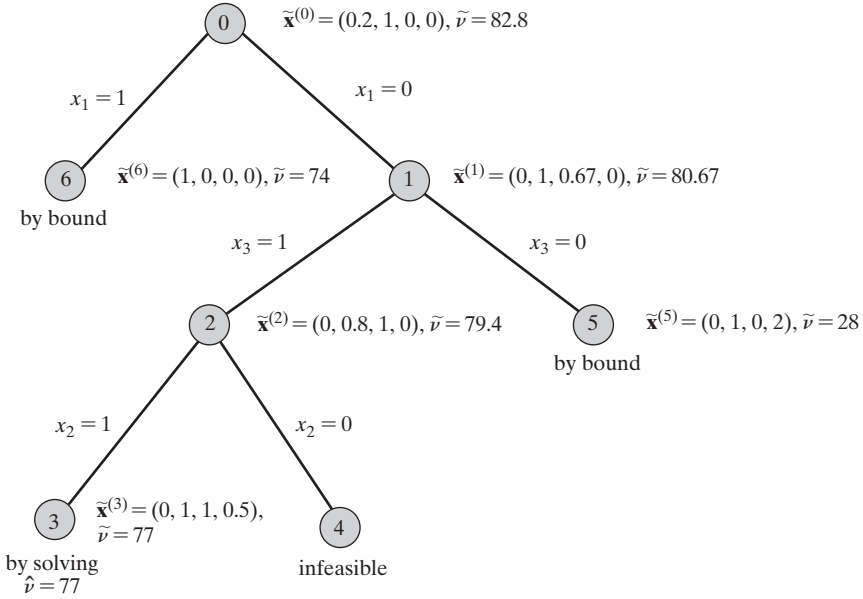 0
x̃⁽⁰⁾ = (0.2, 1, 0, 0), ṽ = 82.8
x₁ = 1
x₁ = 0
6
x̃⁽⁶⁾ = (1, 0, 0, 0), ṽ = 74
by bound
1
x̃⁽¹⁾ = (0, 1, 0.67, 0), ṽ = 80.67
x₃ = 1
x₃ = 0
2
x̃⁽²⁾ = (0, 0.8, 1, 0), ṽ = 79.4
5
x̃⁽⁵⁾ = (0, 1, 0, 2), ṽ = 28
by bound
x₂ = 1
x₂ = 0
3
x̃⁽³⁾ = (0, 1, 1, 0.5),
ṽ = 77
by solving
v̂ = 77
4
infeasible